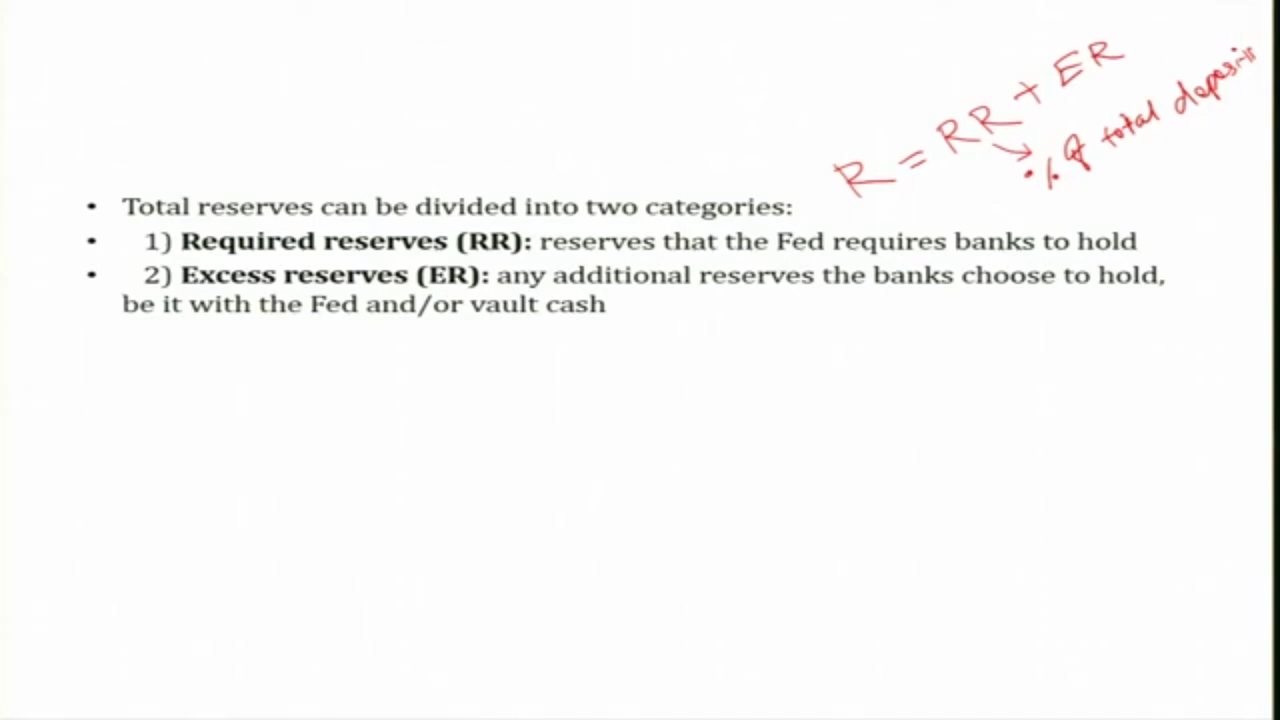 R = RR + ER
% of total deposit
• Total reserves can be divided into two categories:
• 1) Required reserves (RR): reserves that the Fed requires banks to hold
• 2) Excess reserves (ER): any additional reserves the banks choose to hold,
be it with the Fed and/or vault cash